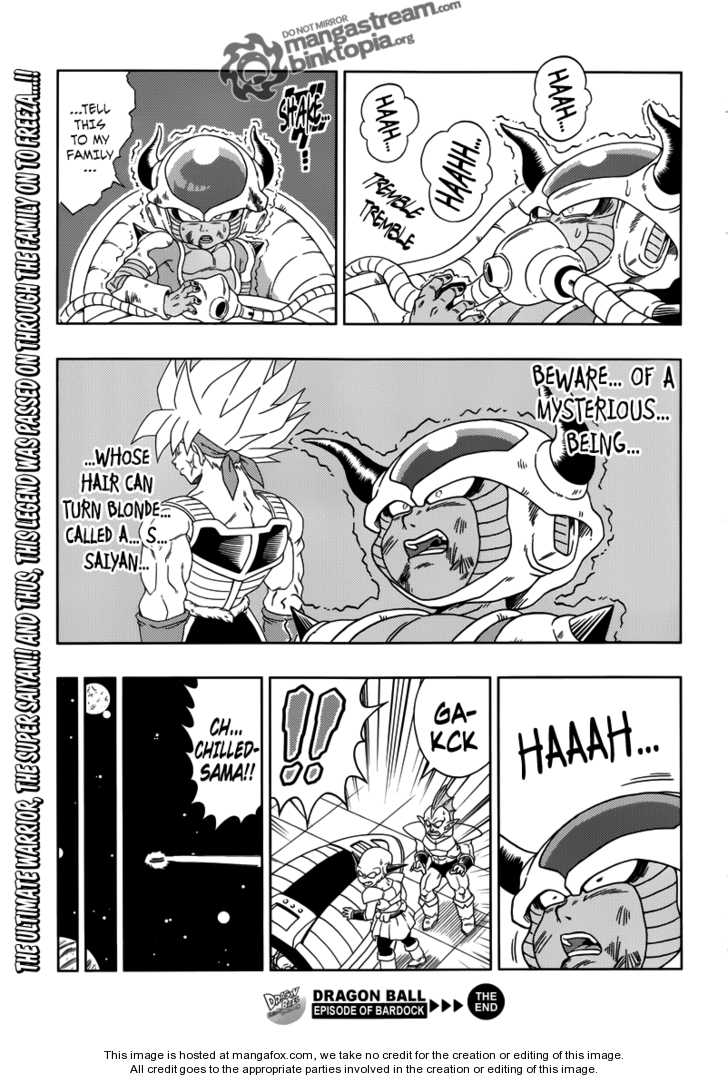 DO NOT MIRROR
mangastream.com
binktopia.org
HAAH...
HAAH...
HAAHH...
TREMBLE
TREMBLE
SHAKE...
...TELL
THIS
TO MY
FAMILY
...
BEWARE... OF A
MYSTERIOUS...
BEING...
...WHOSE
HAIR CAN
TURN BLONDE...
CALLED A... S...
SAIYAN...
HAAAH...
GA-
KCK
!!
CH...
CHILLED-
SAMA!!
THE ULTIMATE WARRIOR, THE SUPER SAIYAN! AND THUS, THIS LEGEND WAS PASSED ON THROUGH THE FAMILY ON TO FREEZA...!!
DRAGON BALL
EPISODE OF BARDOCK
THE
END
This image is hosted at mangafox.com, we take no credit for the creation or editing of this image.
All credit goes to the appropriate parties involved in the creation or editing of this image.